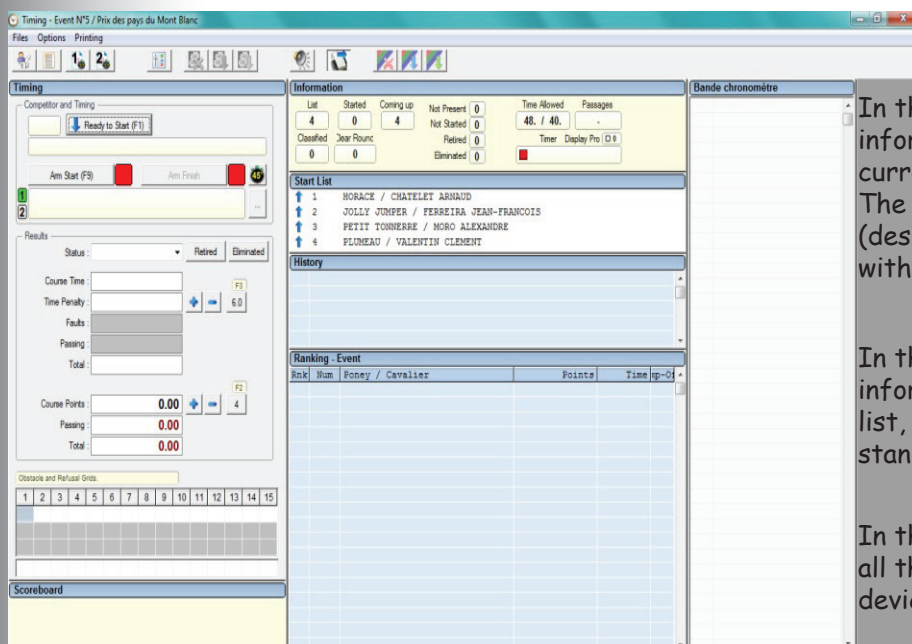 Timing - Event N°5 / Prix des pays du Mont Blanc
Files Options Printing
Timing
Competitor and Timing
Ready to Start (F1)
Arm Start (F9) Arm Finish 45"
1
2
...
Results
Status : Retired Eliminated
Course Time :
F3
Time Penalty : 6.0
Faults :
Passing :
Total :
F2
Course Points : 0.00 4
Passing : 0.00
Total : 0.00
Obstacle and Refusal Grids.
1 2 3 4 5 6 7 8 9 10 11 12 13 14 15
Scoreboard
Information
List Started Coming up Not Present 0 Time Allowed Passages
4 0 4 Not Started 0 48. / 40. .
Classified Clear Round Retired 0 Timer Display Pro
0 0 Eliminated 0
Start List
1 HORACE / CHATELET ARNAUD
2 JOLLY JUMPER / FERREIRA JEAN-FRANCOIS
3 PETIT TONNERRE / MORO ALEXANDRE
4 PLUMEAU / VALENTIN CLEMENT
History
Ranking - Event
Rnk Num Poney / Cavalier Points Time
Bande chronomètre
In th
infor
curr
The
(des
with
In th
infor
list,
stan
In th
all th
devic